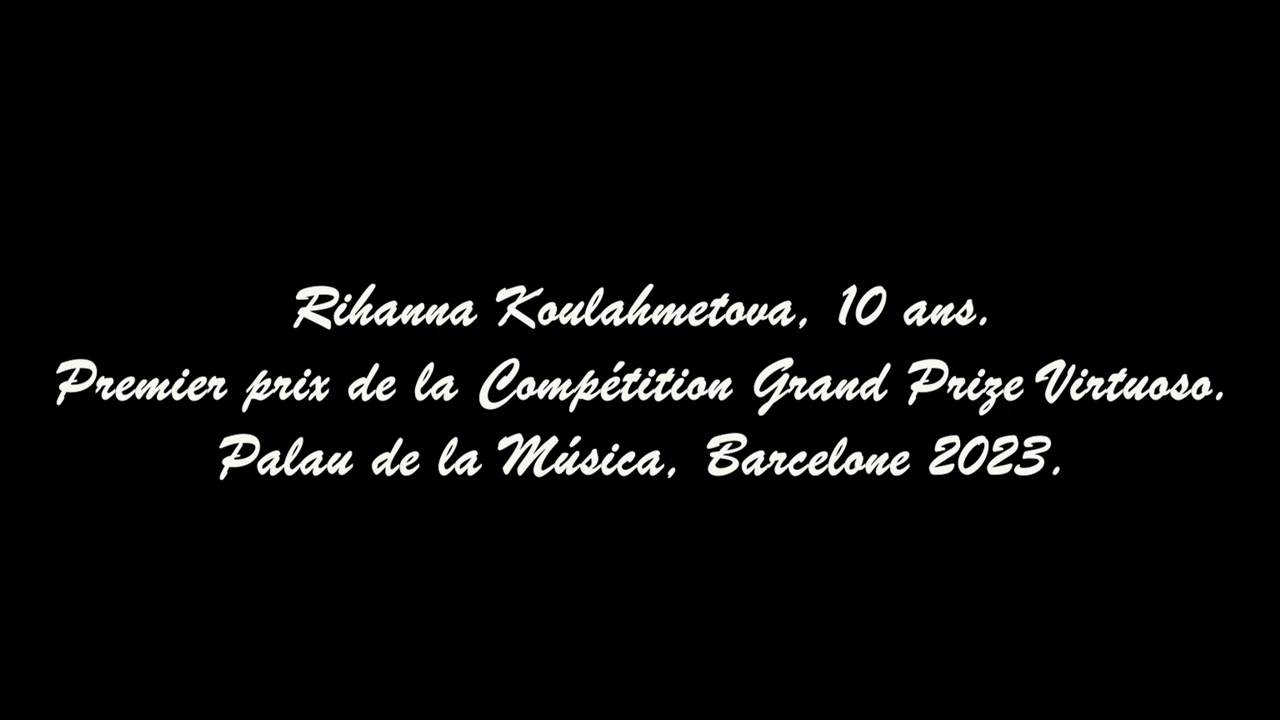 Rihanna Koulahmetova, 10 ans.
Premier prix de la Compétition Grand Prize Virtuoso.
Palau de la Música, Barcelone 2023.